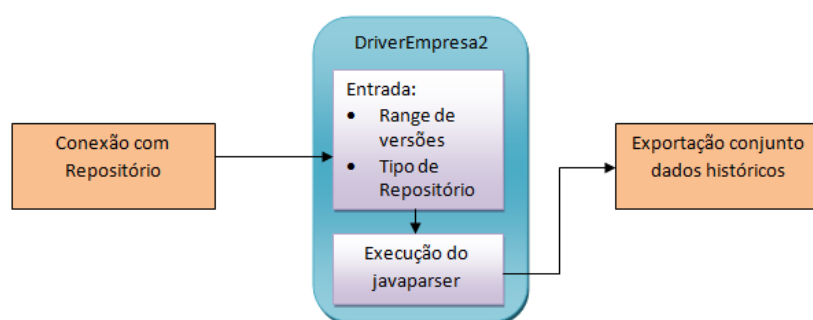 DriverEmpresa2
Entrada:
• Range de
versões
• Tipo de
Repositório
Conexão com
Repositório
Exportação conjunto
dados históricos
Execução do
javaparser